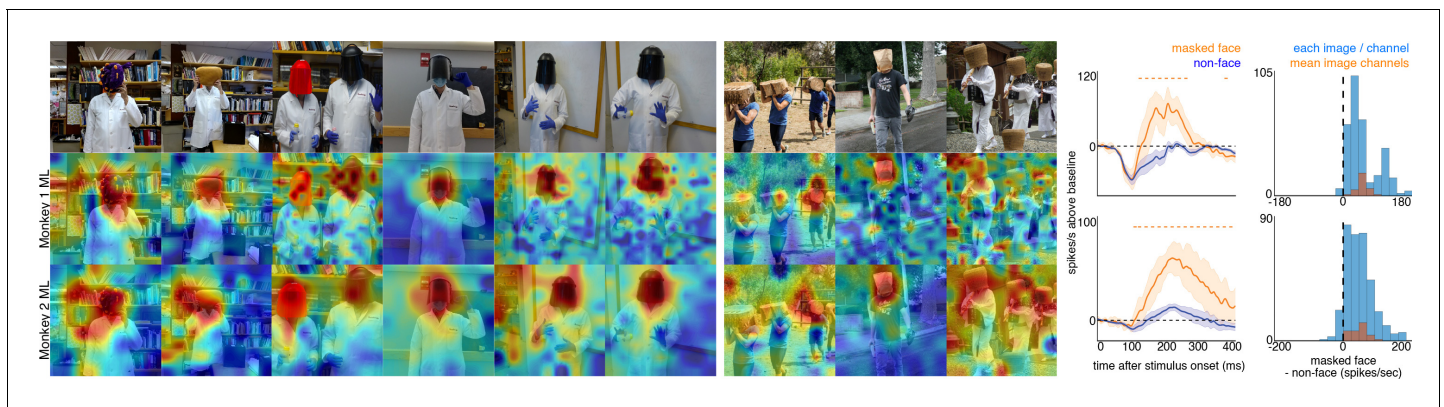 Monkey 1 ML
Monkey 2 ML
masked face
non-face
each image / channel
mean image channels
spikes/s above baseline
120
0
100
0
0 100 200 300 400
time after stimulus onset (ms)
105
0
-180 0 180
90
0
-200 0 200
masked face
- non-face (spikes/sec)